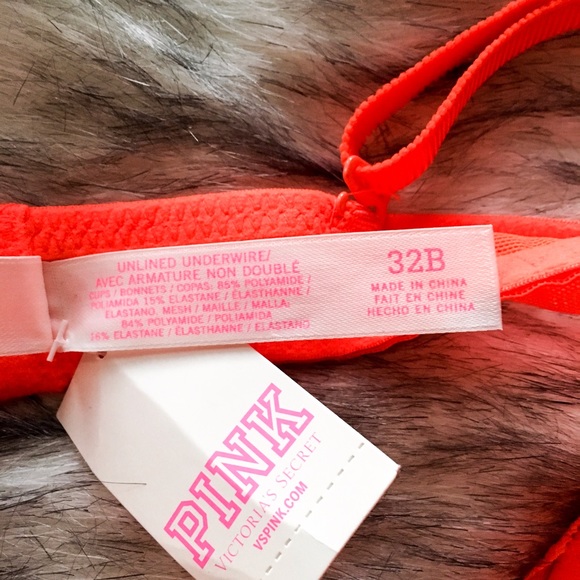 UNLINED UNDERWIRE/
AVEC ARMATURE NON DOUBLÉ
CUPS / BONNETS / COPAS: 85% POLYAMIDE /
POLIAMIDA 15% ELASTANE / ÉLASTHANNE /
ELASTANO. MESH / MAILLE / MALLA:
84% POLYAMIDE / POLIAMIDA
16% ELASTANE / ÉLASTHANNE / ELASTANO
32B
MADE IN CHINA
FAIT EN CHINE
HECHO EN CHINA
PINK
VICTORIA'S SECRET
VSPINK.COM